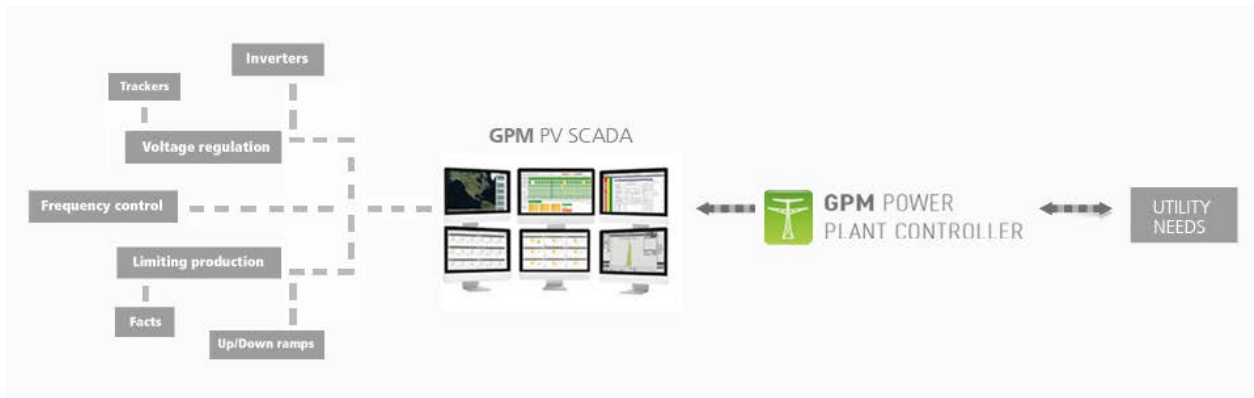 Inverters
Trackers
Voltage regulation
Frequency control
Limiting production
Facts
Up/Down ramps
GPM PV SCADA
GPM POWER
PLANT CONTROLLER
UTILITY
NEEDS